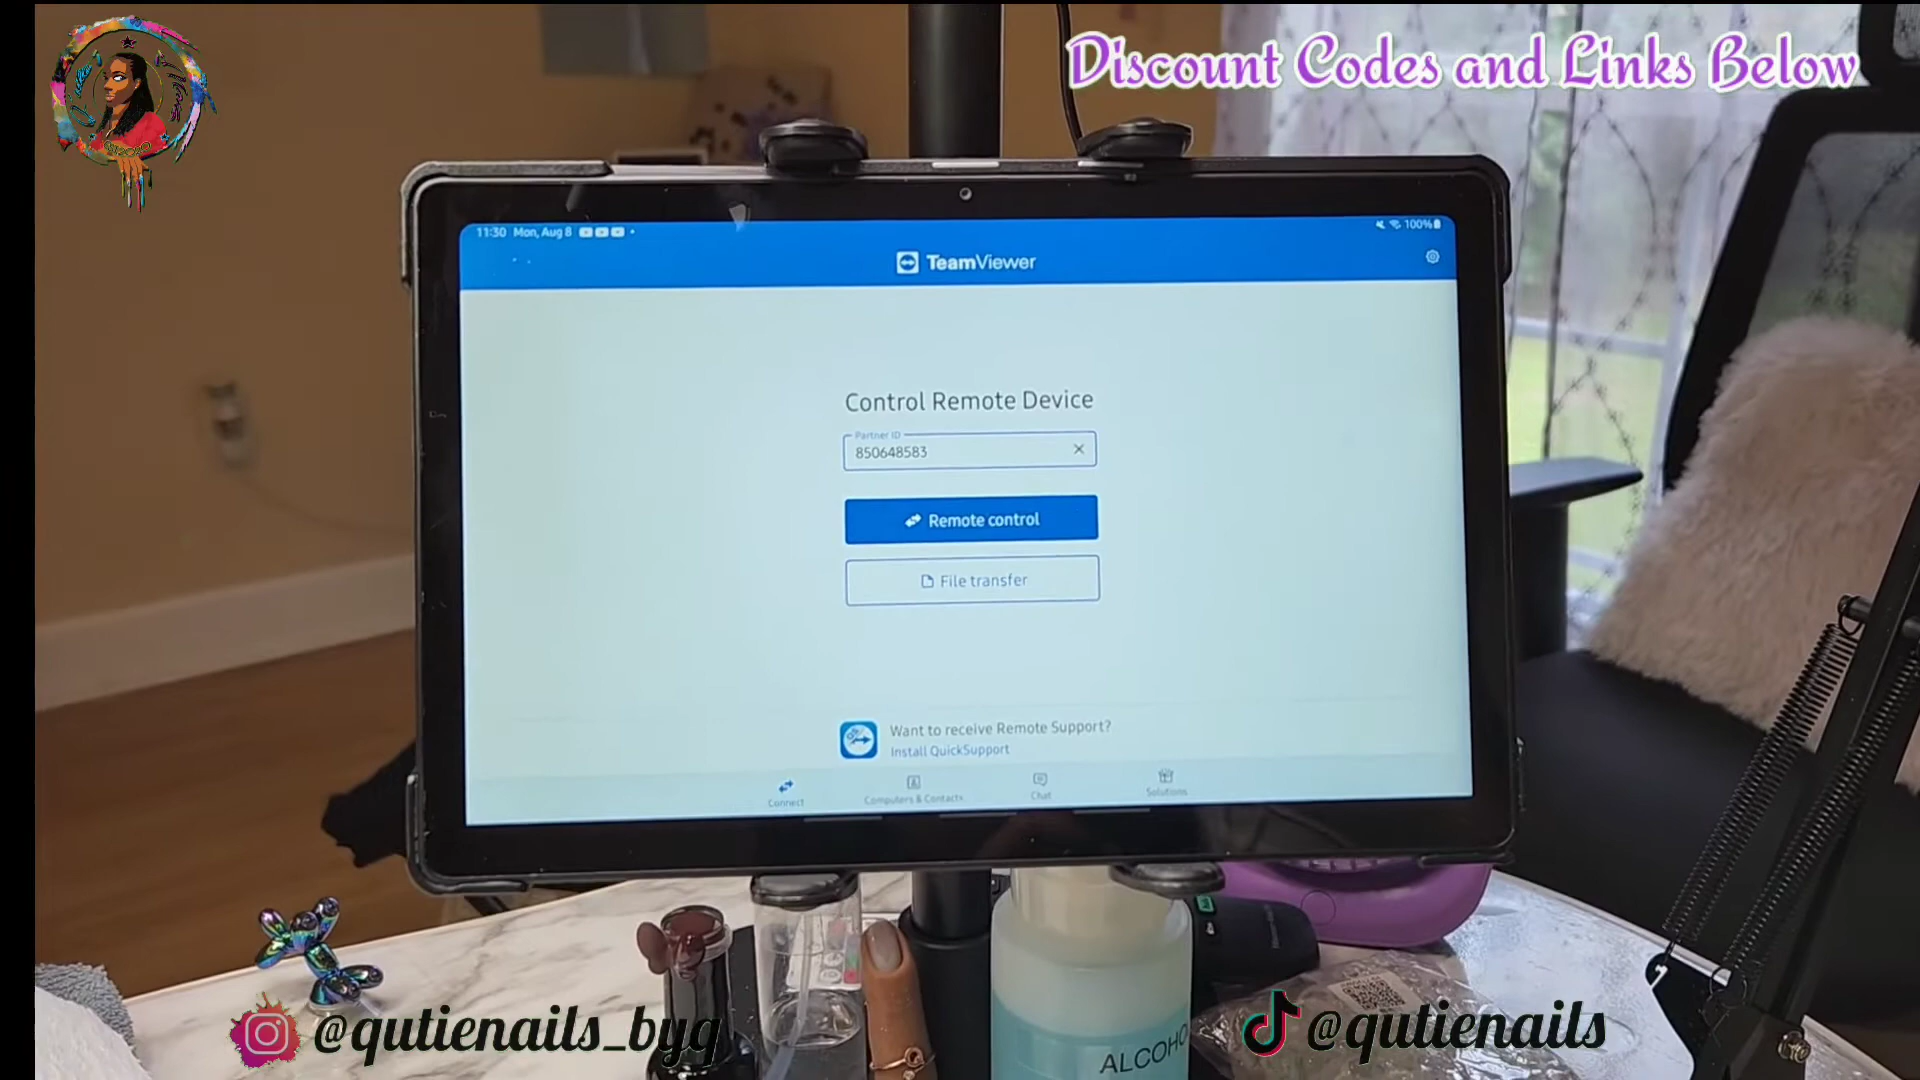 Discount Codes and Links Below
11:30 Mon, Aug 8
100%
TeamViewer
Control Remote Device
Partner ID
850648583
Remote control
File transfer
Want to receive Remote Support?
Install QuickSupport
Connect
Computers & Contacts
Chat
Solutions
ALCOHO
@qutienails_byq
@qutienails